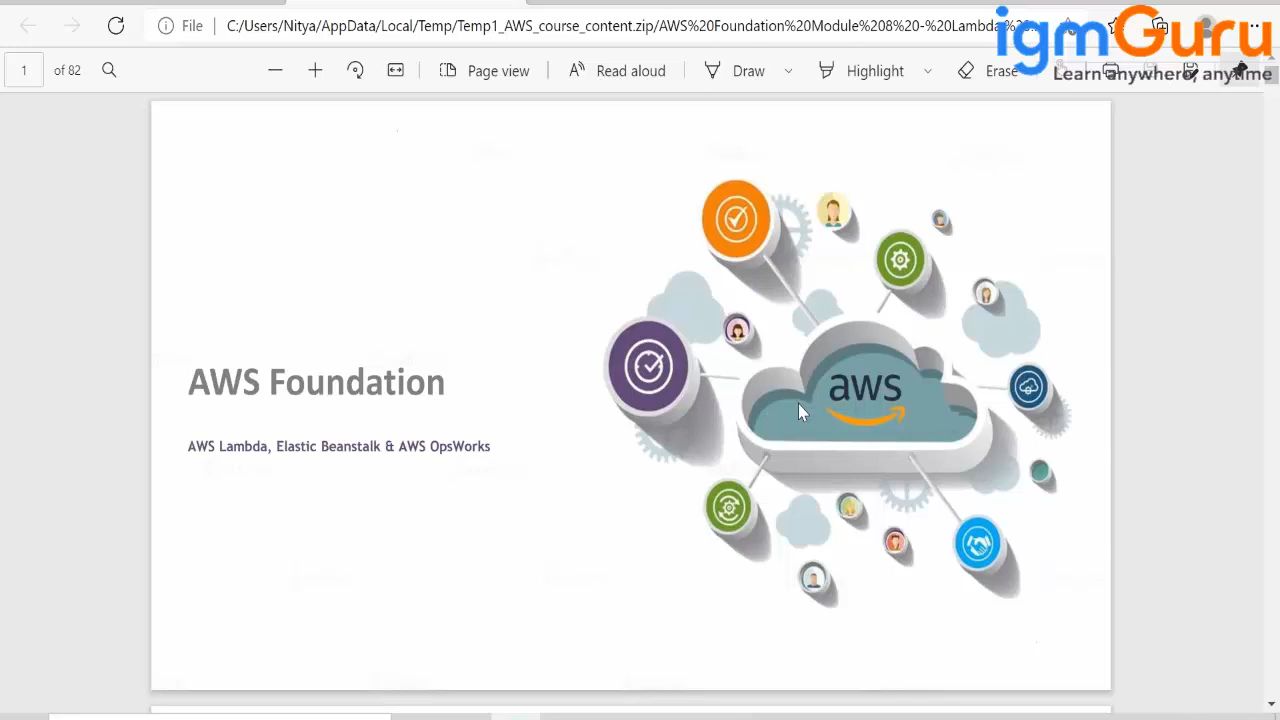 File
C:/Users/Nitya/AppData/Local/Temp/Temp1_AWS_course_content.zip/AWS%20Foundation%20Module%208%20-%20Lambda%20
igmGuru
Learn anywhere, anytime
1 of 82
Page view
Read aloud
Draw
Highlight
Erase
AWS Foundation
AWS Lambda, Elastic Beanstalk & AWS OpsWorks
aws